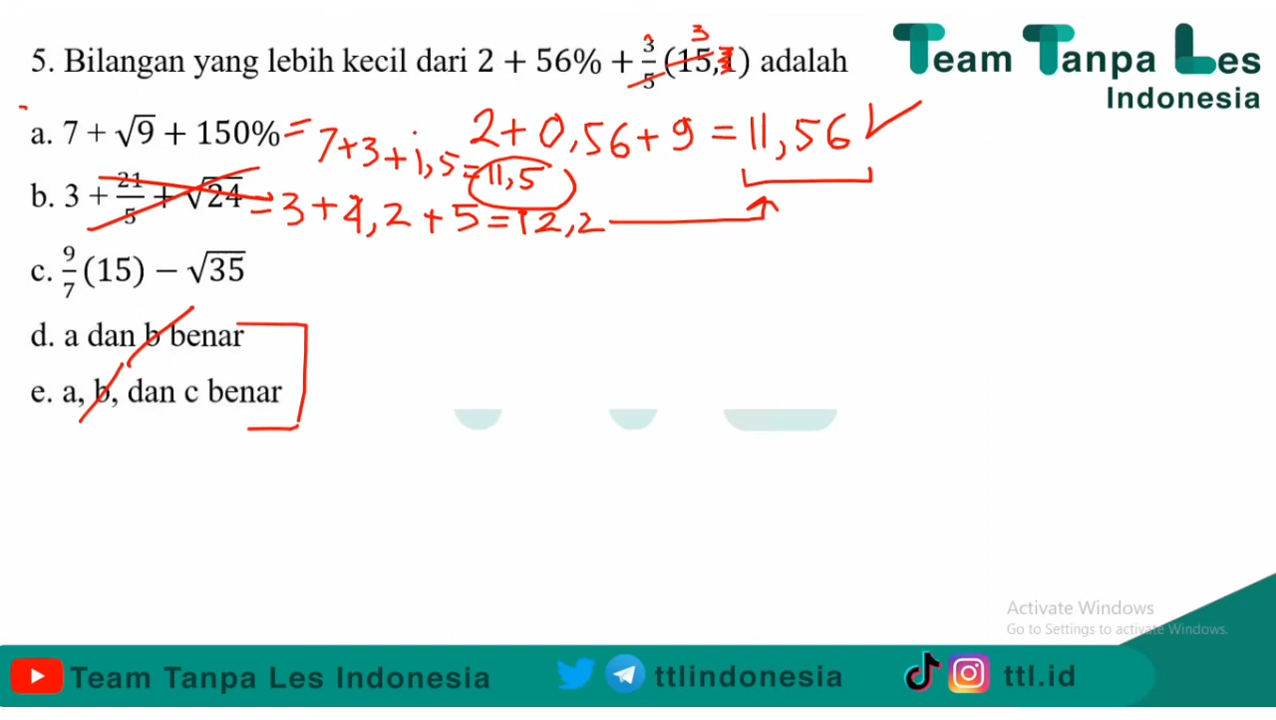 5. Bilangan yang lebih kecil dari 2 + 56% + 3/5 (15,1) adalah
3 3
Team Tanpa Les
Indonesia
a. 7 + √9 + 150% = 7+3+1,5 = 11,5
2+0,56+9 = 11,56 ✓
b. 3 + 21/5 + √24 = 3+4,2+5 = 12,2
c. 9/7 (15) − √35
d. a dan b benar
e. a, b, dan c benar
Activate Windows
Go to Settings to activate Windows.
Team Tanpa Les Indonesia ttlindonesia ttl.id